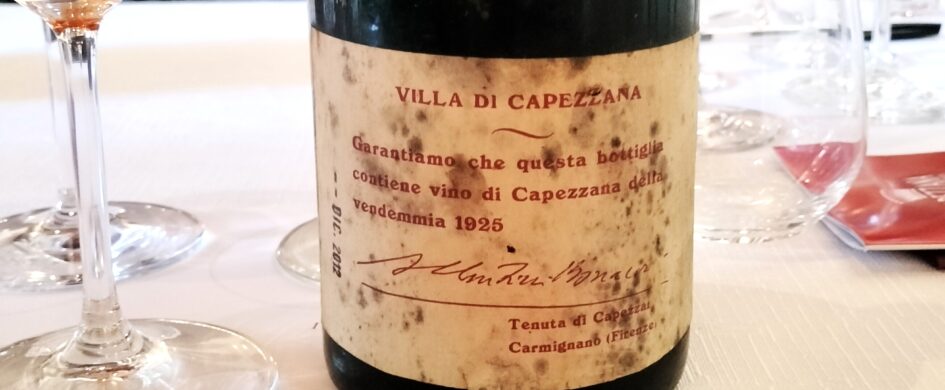 VILLA DI CAPEZZANA
Garantiamo che questa bottiglia
contiene vino di Capezzana della
vendemmia 1925
Tenuta di
Carmignano (Firenze)
- - DIC. 2012